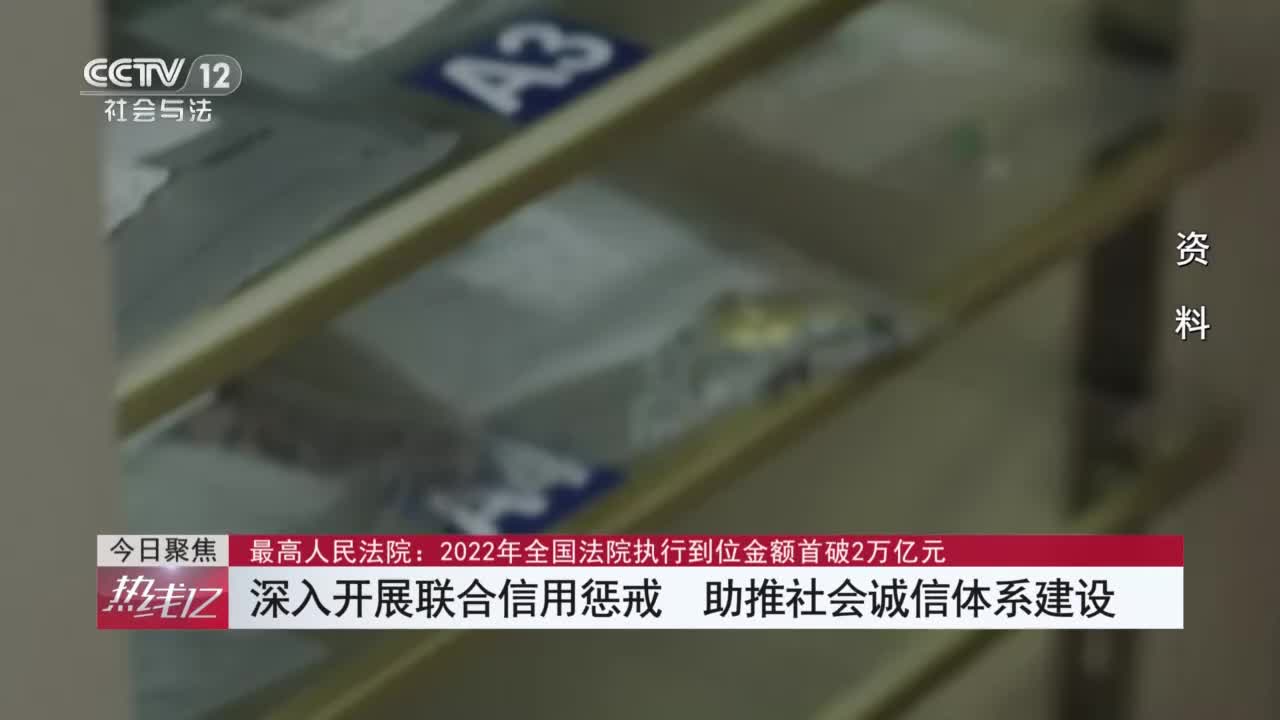 CCTV 12
社会与法
A3
资料
A4
今日聚焦
最高人民法院：2022年全国法院执行到位金额首破2万亿元
热线12
深入开展联合信用惩戒 助推社会诚信体系建设